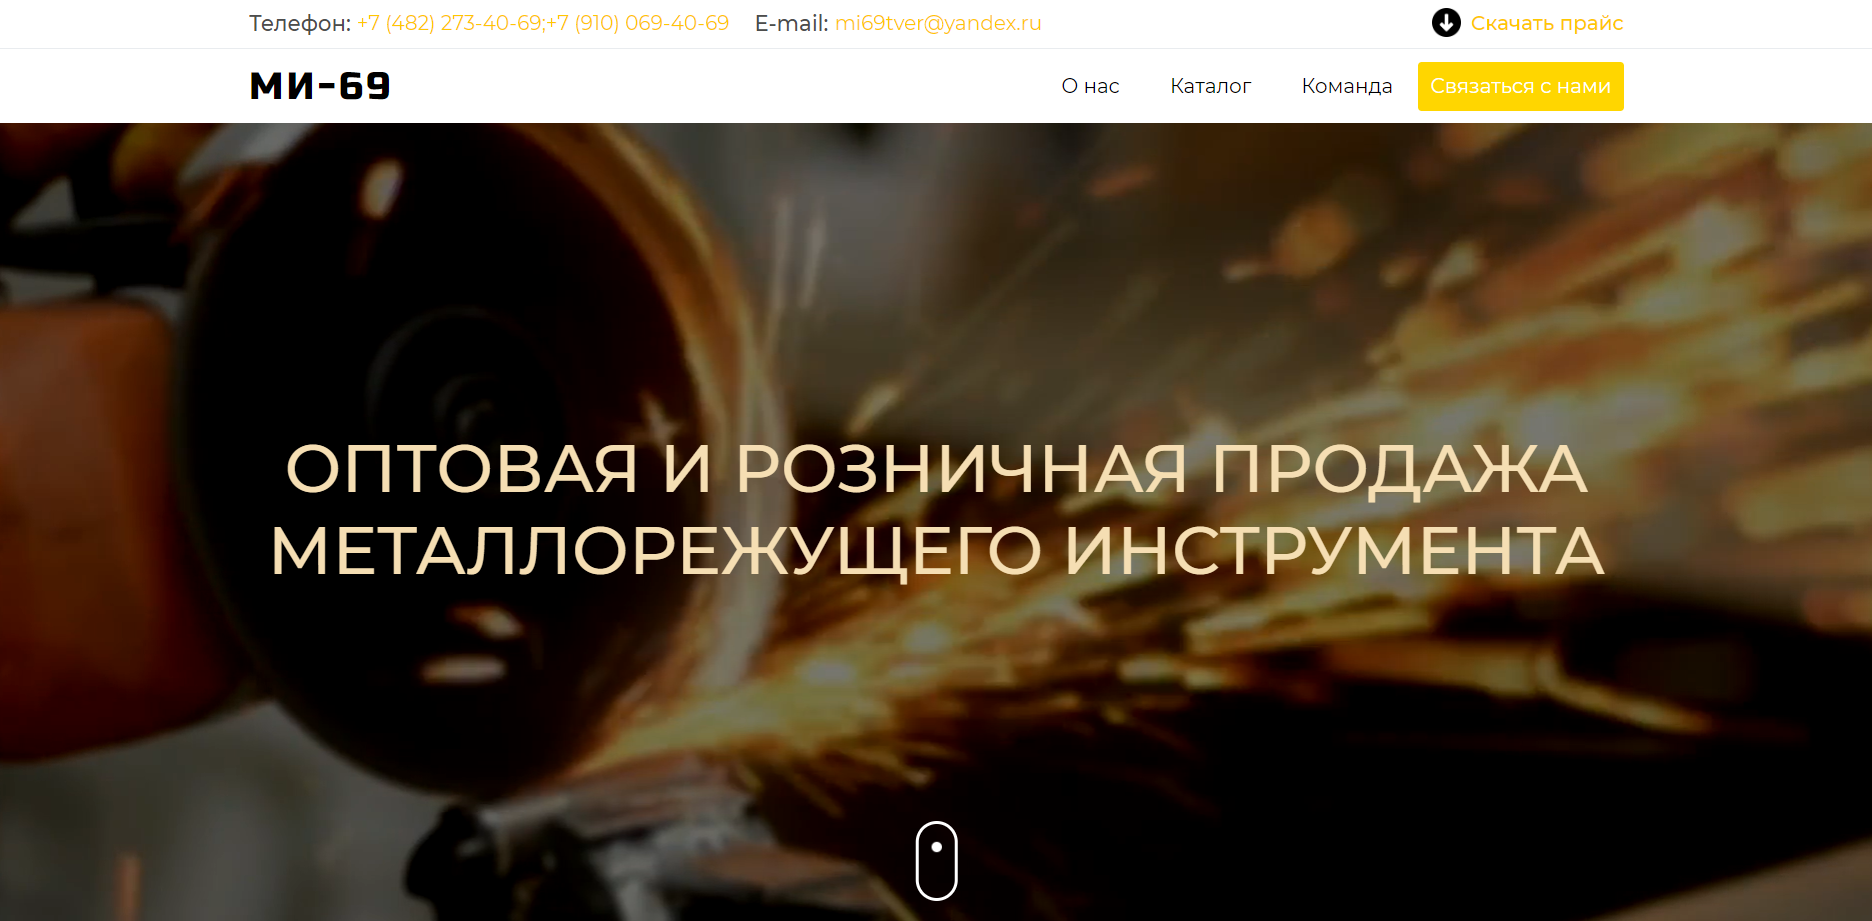 Телефон: +7 (482) 273-40-69;+7 (910) 069-40-69 E-mail: mi69tver@yandex.ru Скачать прайс
МИ-69 О нас Каталог Команда Связаться с нами
ОПТОВАЯ И РОЗНИЧНАЯ ПРОДАЖА
МЕТАЛЛОРЕЖУЩЕГО ИНСТРУМЕНТА